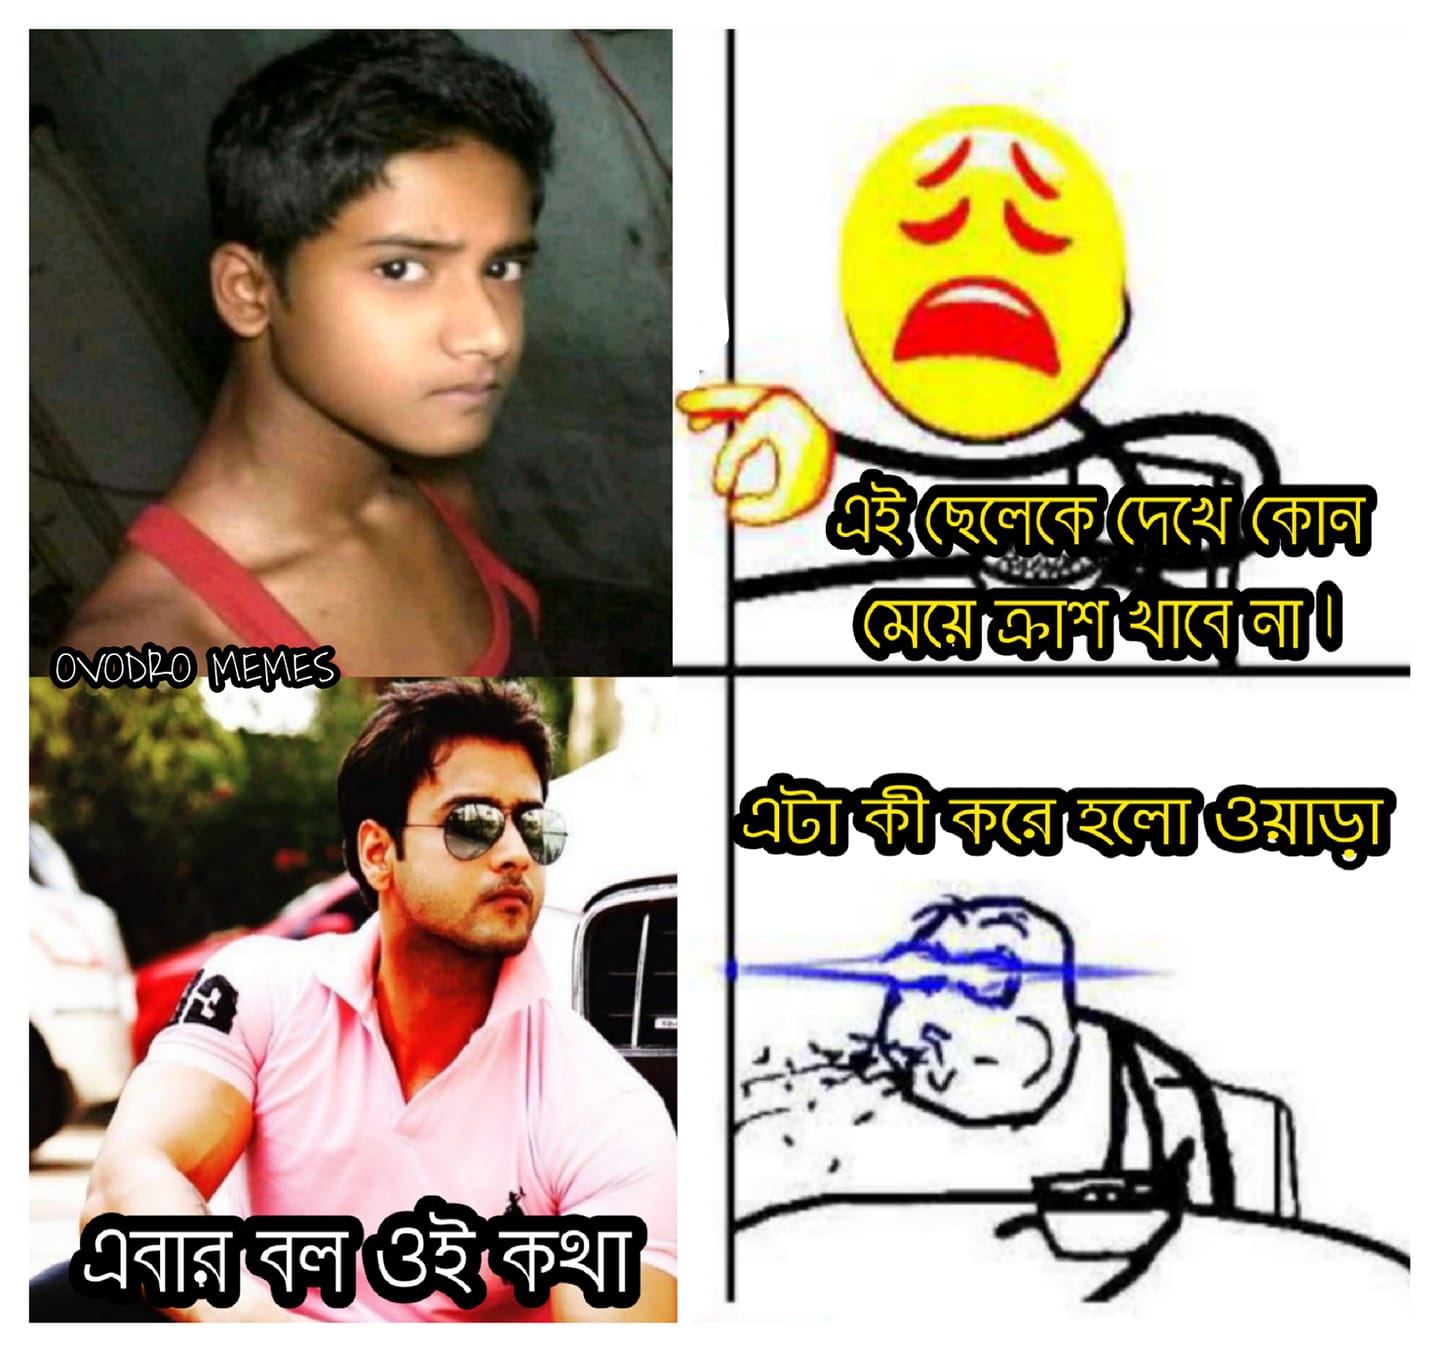 এই ছেলেকে দেখে কোন
মেয়ে ক্রাশ খাবে না।
OVODRO MEMES
এটা কী করে হলো ওয়াড়া
এবার বল ওই কথা